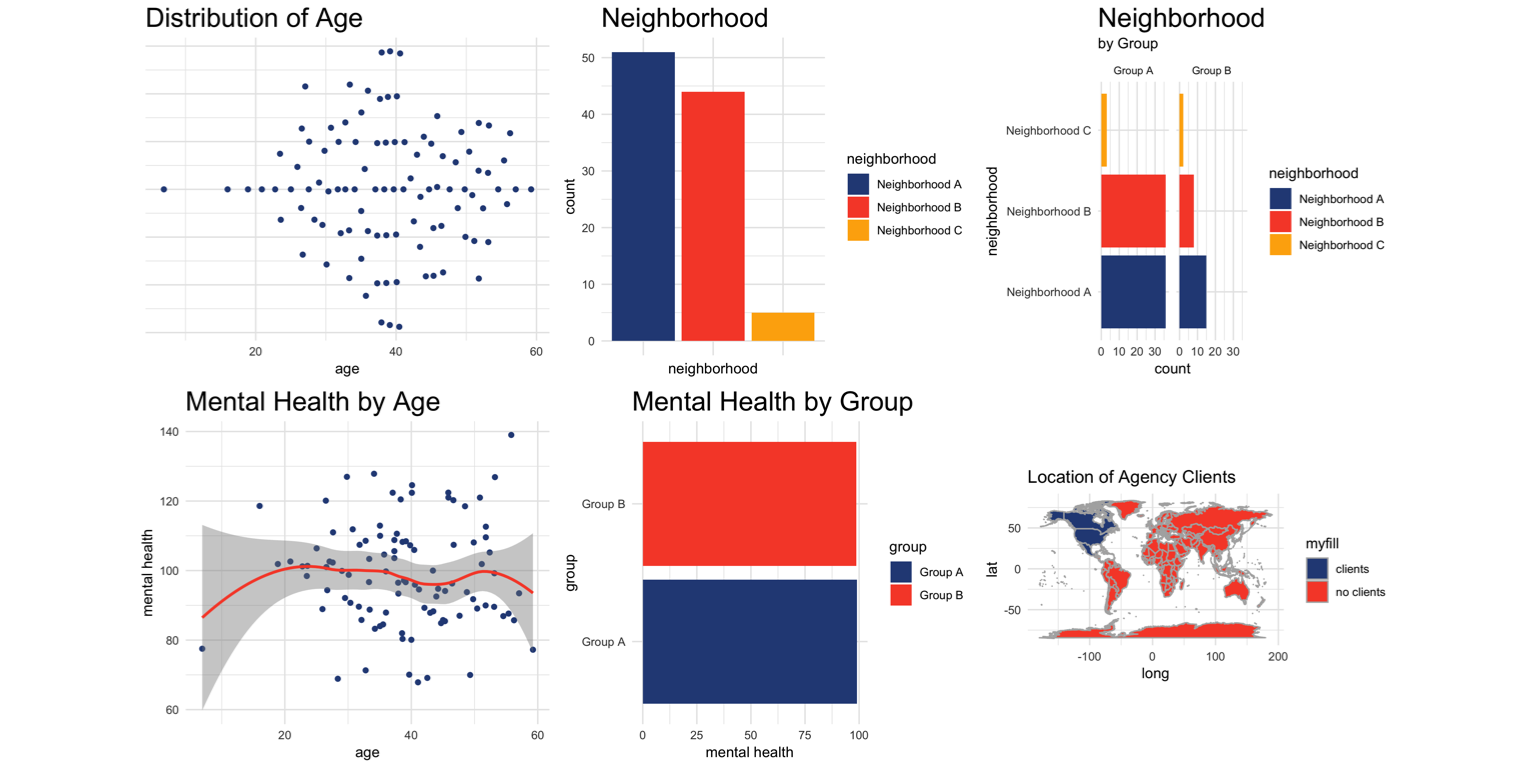 Distribution of Age
20 40 60
age
Neighborhood
50
40
30
20
10
0
count
neighborhood
neighborhood
Neighborhood A
Neighborhood B
Neighborhood C
Neighborhood
by Group
Group A Group B
Neighborhood C
Neighborhood B
Neighborhood A
neighborhood
0 10 20 30 0 10 20 30
count
neighborhood
Neighborhood A
Neighborhood B
Neighborhood C
Mental Health by Age
140
120
100
80
60
mental health
20 40 60
age
Mental Health by Group
Group B
Group A
group
0 25 50 75 100
mental health
group
Group A
Group B
Location of Agency Clients
50
0
-50
lat
-100 0 100 200
long
myfill
clients
no clients